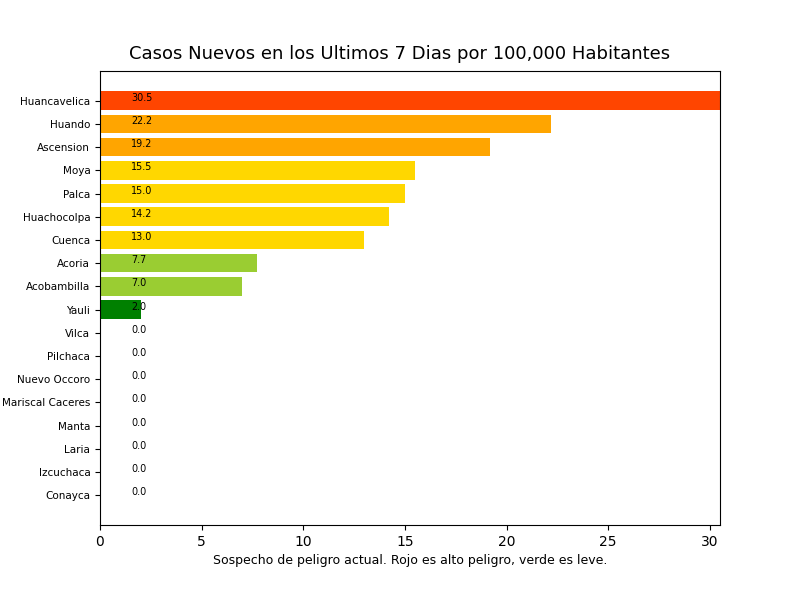 Casos Nuevos en los Ultimos 7 Dias por 100,000 Habitantes
Huancavelica 30.5
Huando 22.2
Ascension 19.2
Moya 15.5
Palca 15.0
Huachocolpa 14.2
Cuenca 13.0
Acoria 7.7
Acobambilla 7.0
Yauli 2.0
Vilca 0.0
Pilchaca 0.0
Nuevo Occoro 0.0
Mariscal Caceres 0.0
Manta 0.0
Laria 0.0
Izcuchaca 0.0
Conayca 0.0
0 5 10 15 20 25 30
Sospecho de peligro actual. Rojo es alto peligro, verde es leve.